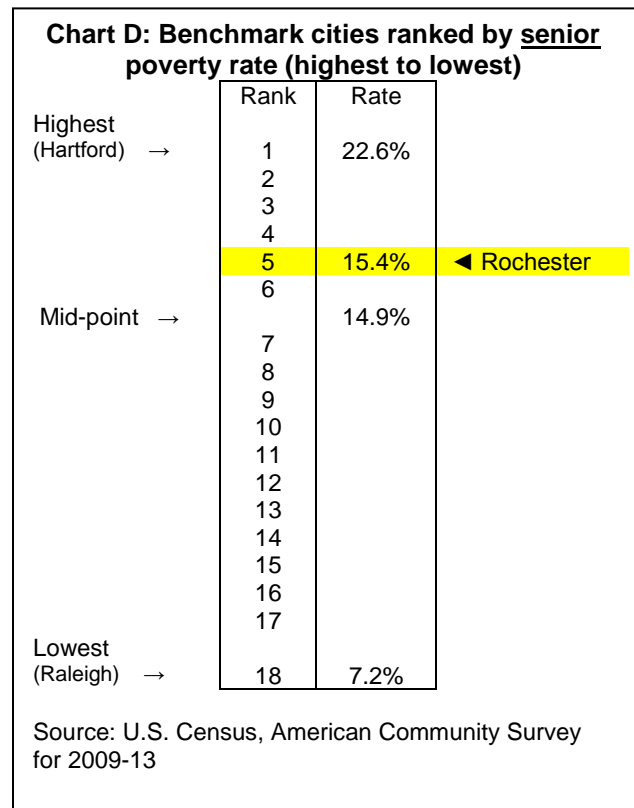 Chart D: Benchmark cities ranked by senior
poverty rate (highest to lowest)
Rank Rate
Highest
(Hartford) → 1 22.6%
2
3
4
5 15.4% ◄ Rochester
6
Mid-point → 14.9%
7
8
9
10
11
12
13
14
15
16
17
Lowest
(Raleigh) → 18 7.2%
Source: U.S. Census, American Community Survey
for 2009-13